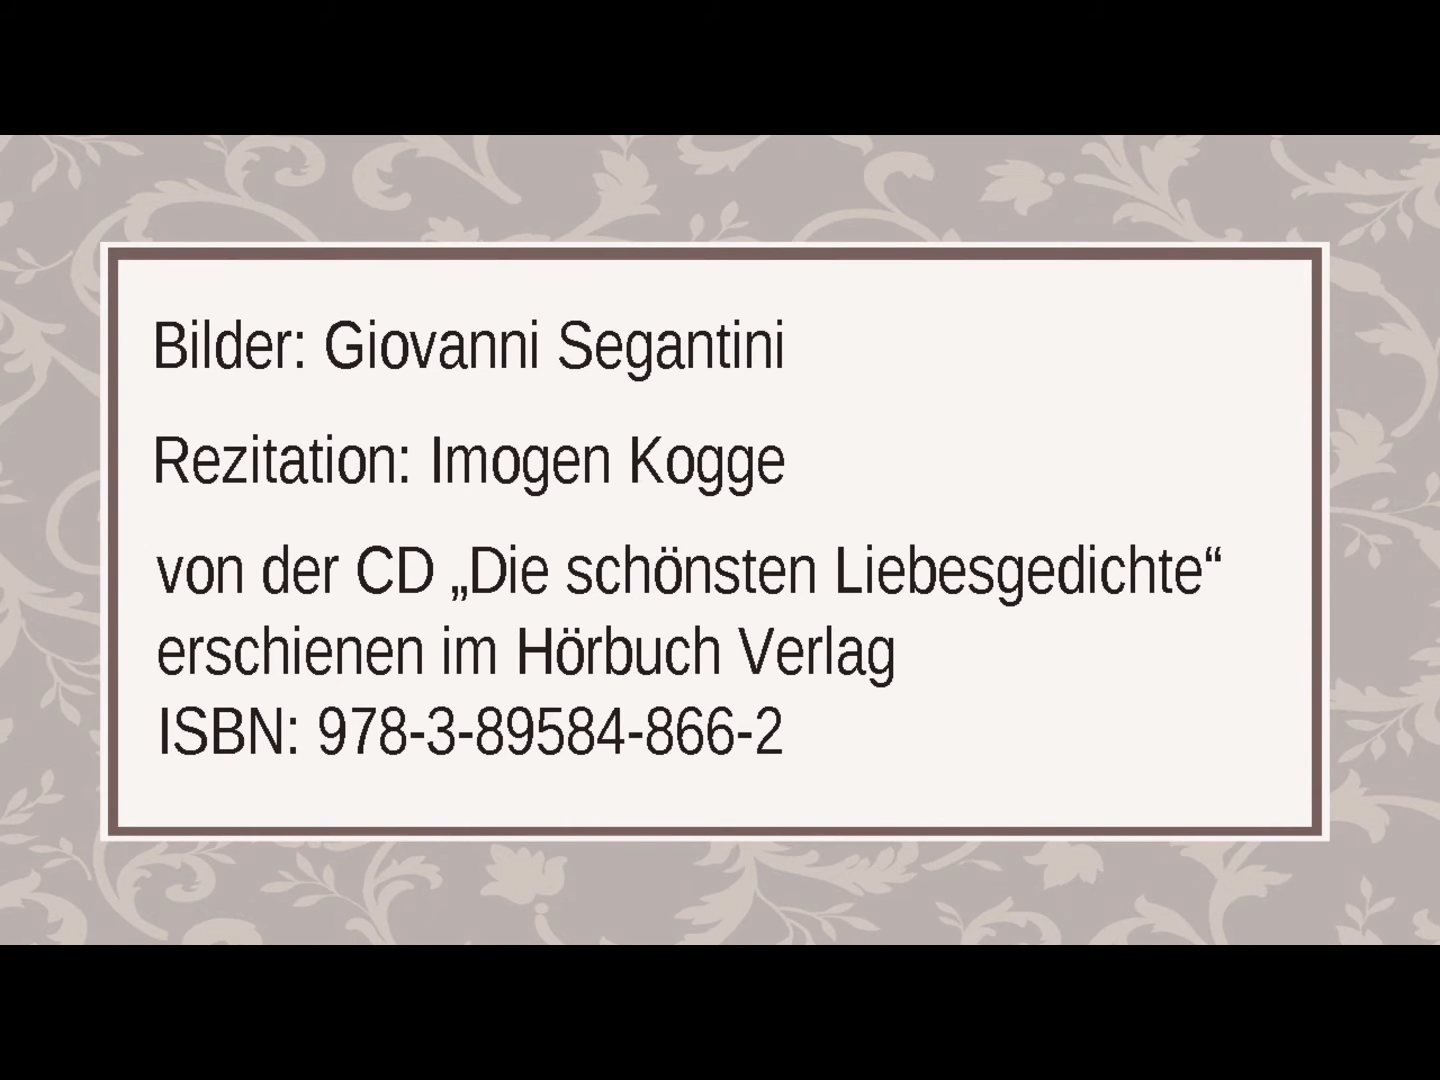 Bilder: Giovanni Segantini
Rezitation: Imogen Kogge
von der CD „Die schönsten Liebesgedichte“
erschienen im Hörbuch Verlag
ISBN: 978-3-89584-866-2